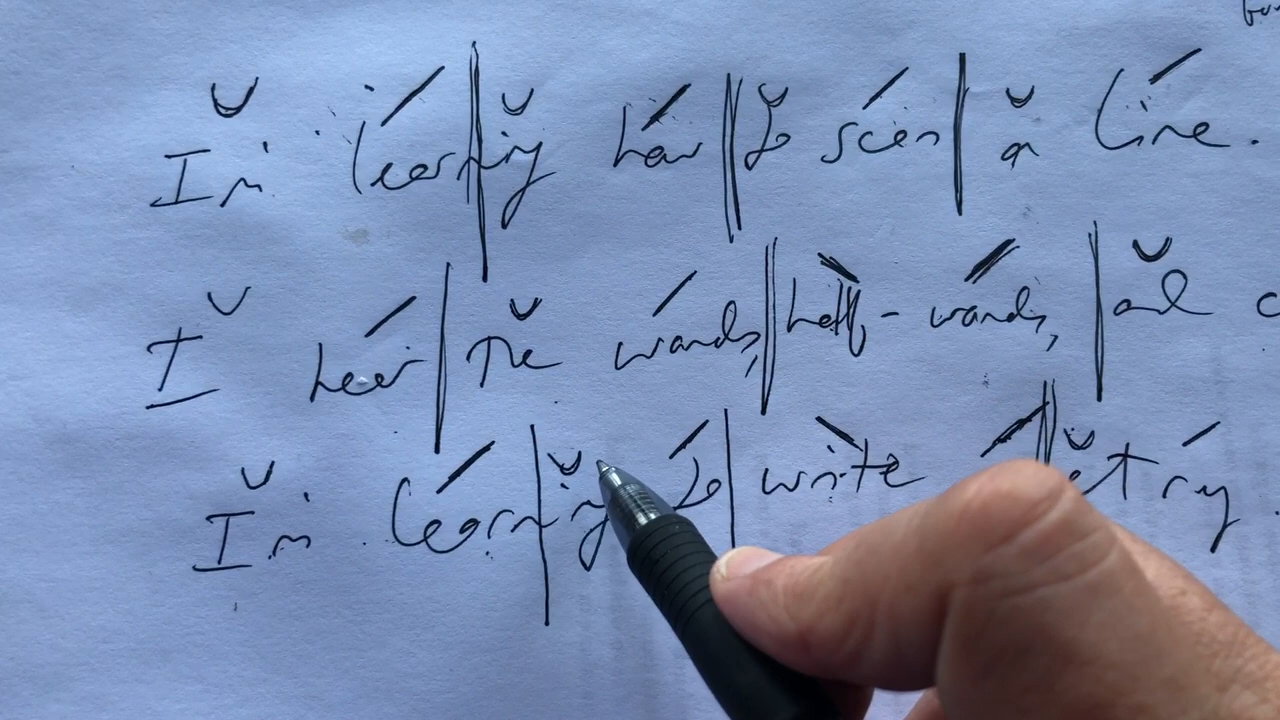 I'm learning how to scan a line.
I hear the words, half-words, and
I'm learning to write poetry.